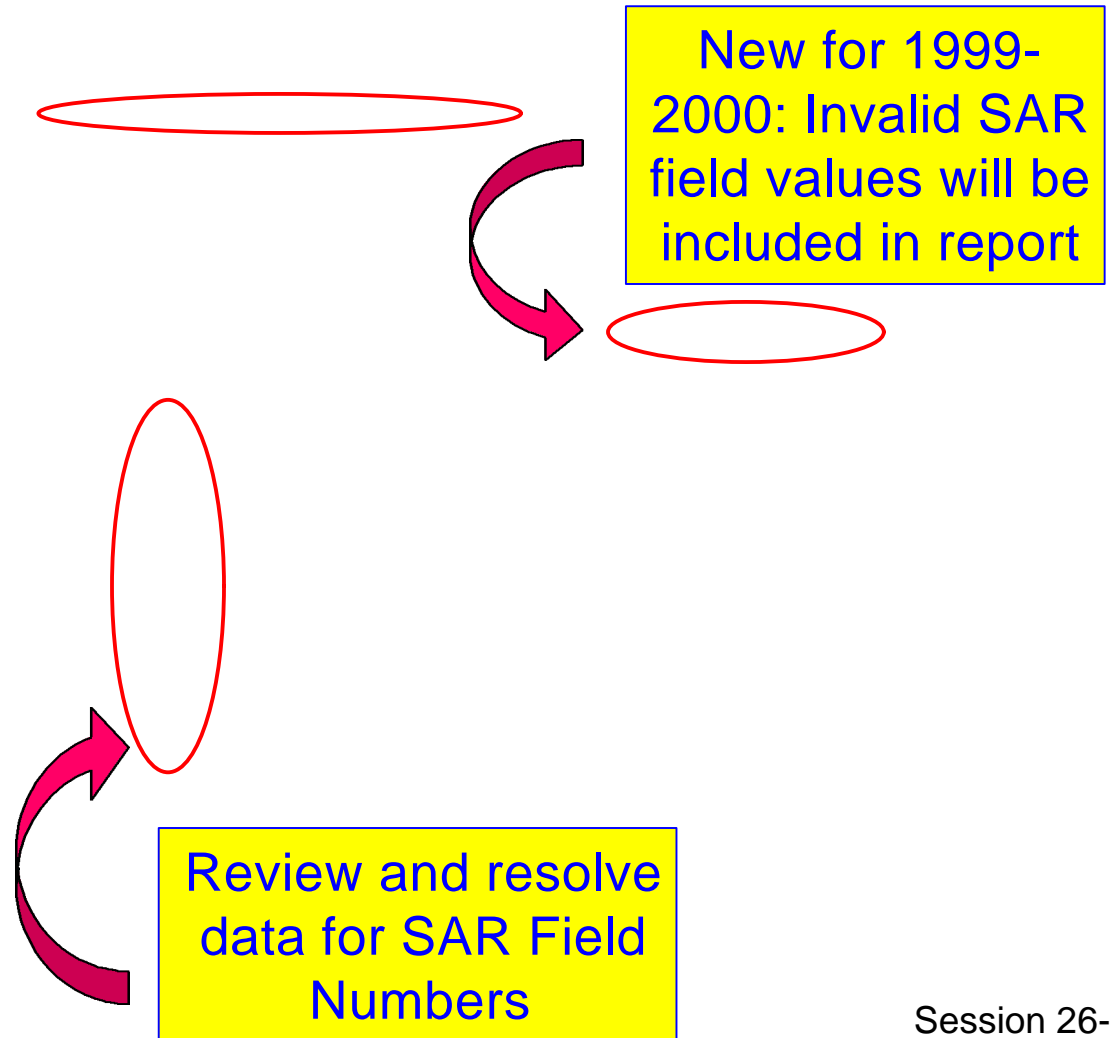 New for 1999-
2000: Invalid SAR
field values will be
included in report
Review and resolve
data for SAR Field
Numbers
Session 26-